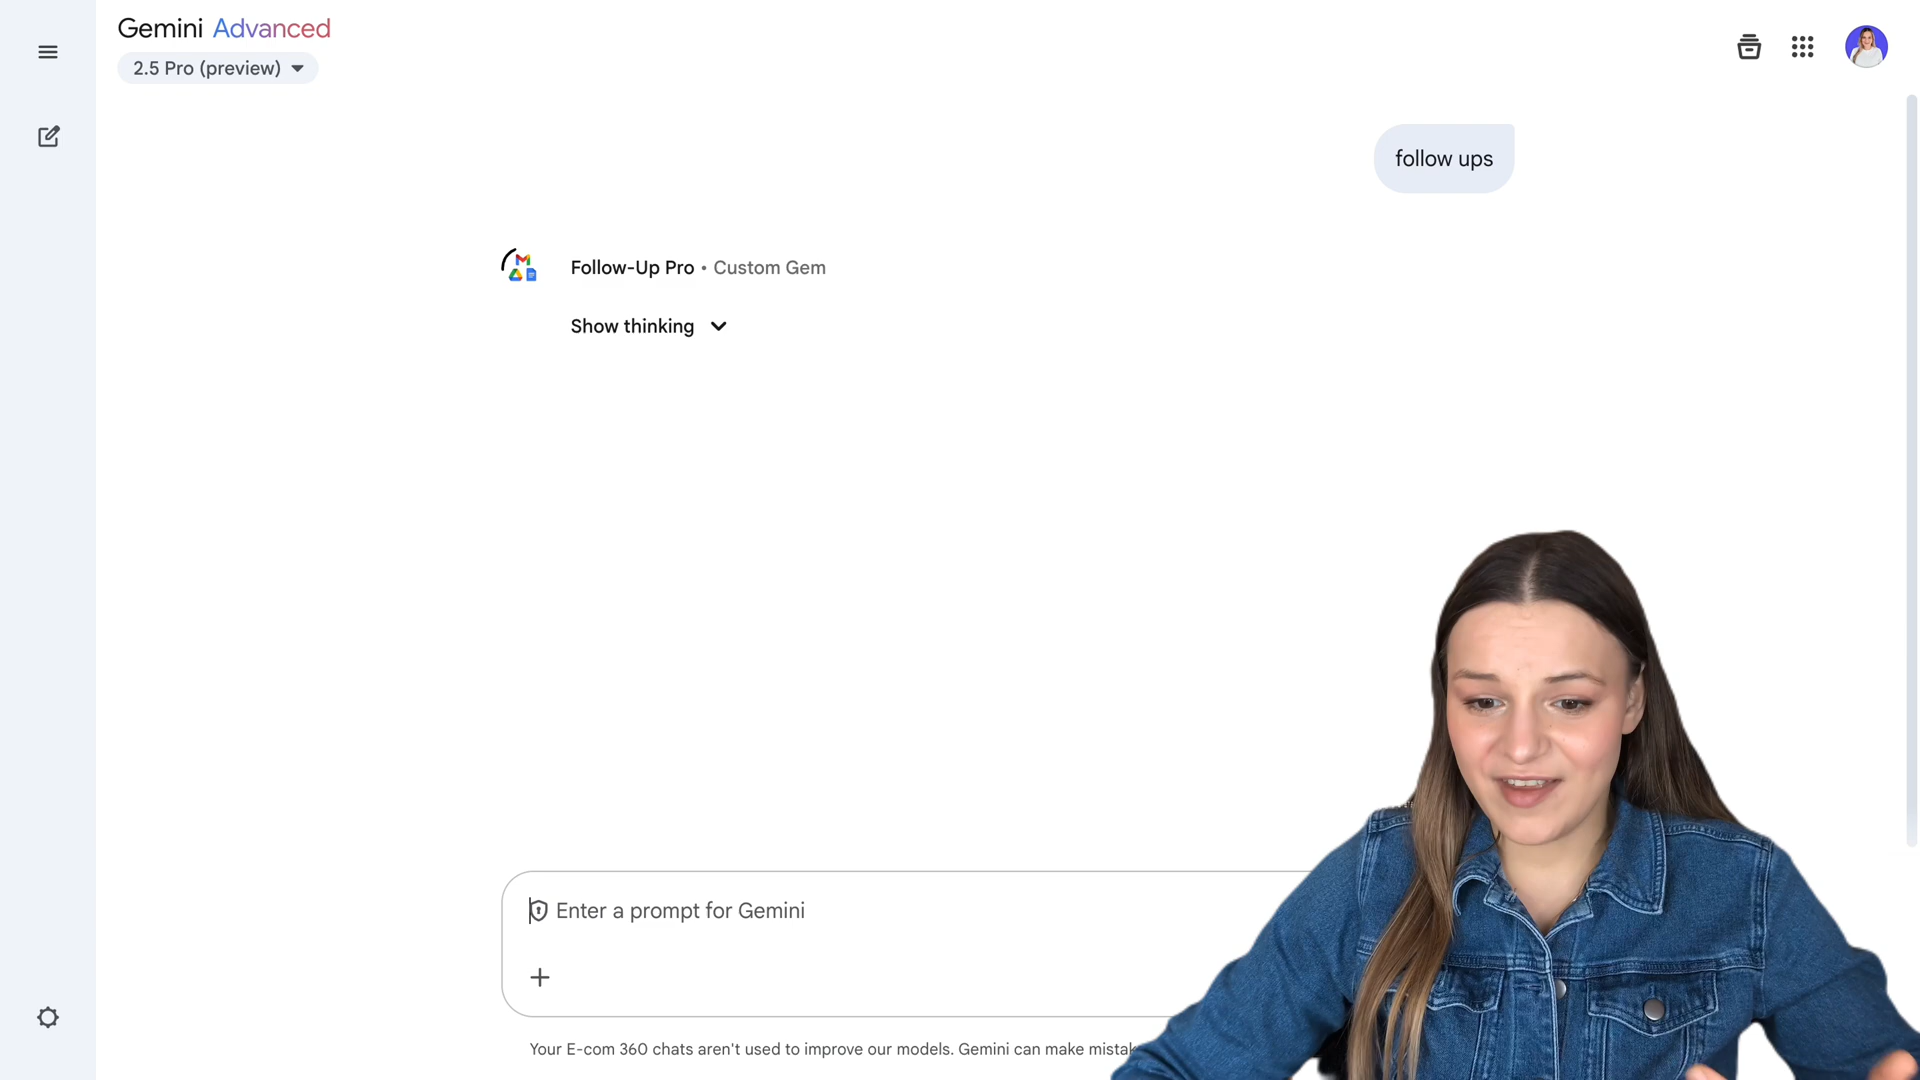 Gemini Advanced
2.5 Pro (preview)
follow ups
Follow-Up Pro • Custom Gem
Show thinking
Enter a prompt for Gemini
Your E-com 360 chats aren't used to improve our models. Gemini can make mistak